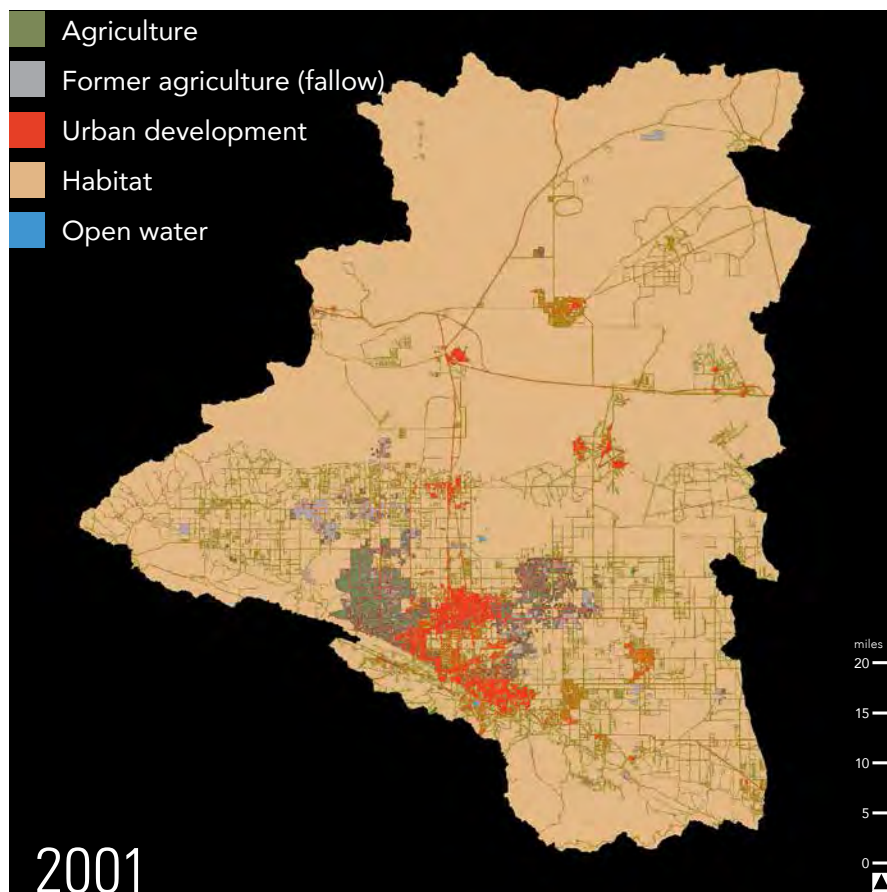 Agriculture
Former agriculture (fallow)
Urban development
Habitat
Open water
miles
20
15
10
5
0
2001